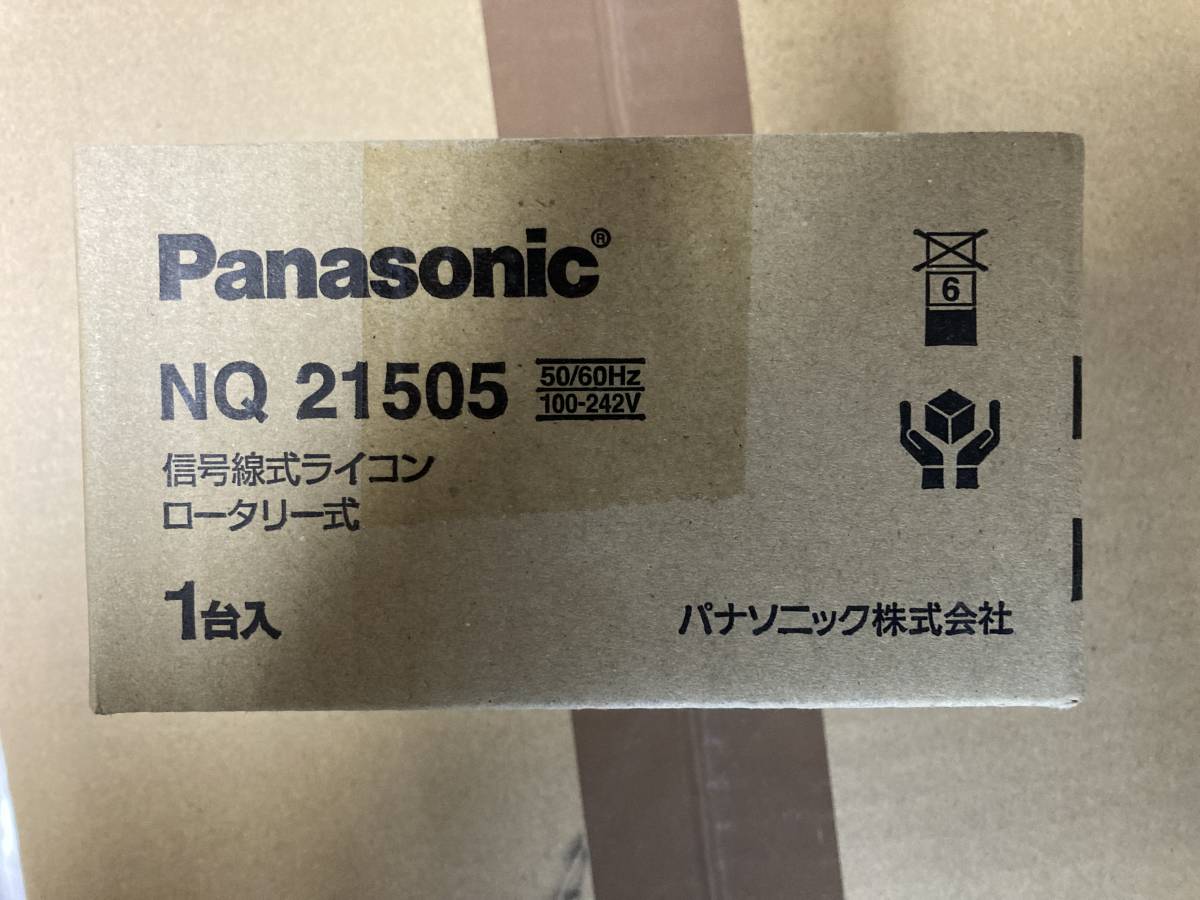 Panasonic®
NQ 21505
50/60Hz
100-242V
信号線式ライコン
ロータリー式
1台入
パナソニック株式会社
6